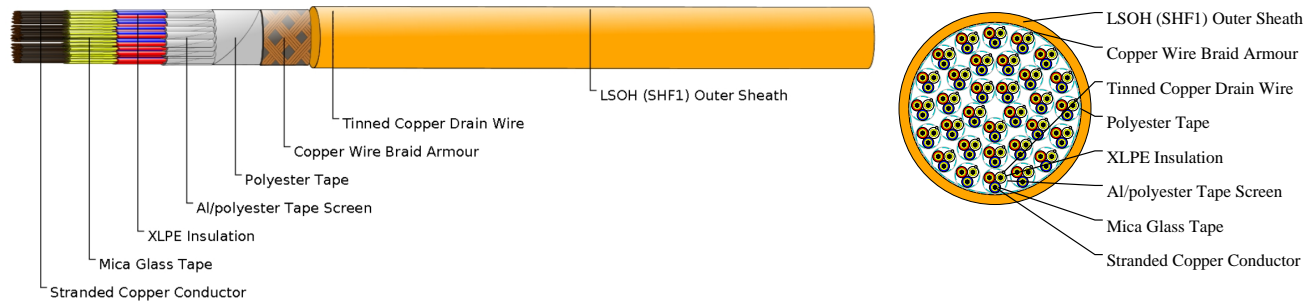 LSOH (SHF1) Outer Sheath
Tinned Copper Drain Wire
Copper Wire Braid Armour
Polyester Tape
Al/polyester Tape Screen
XLPE Insulation
Mica Glass Tape
Stranded Copper Conductor
LSOH (SHF1) Outer Sheath
Copper Wire Braid Armour
Tinned Copper Drain Wire
Polyester Tape
XLPE Insulation
Al/polyester Tape Screen
Mica Glass Tape
Stranded Copper Conductor